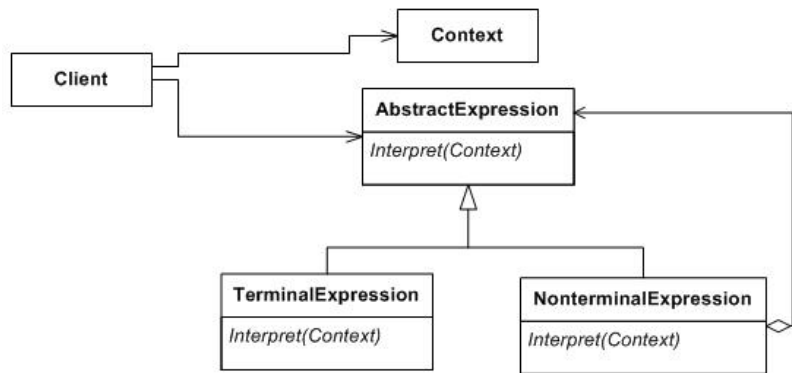 Context
Client
AbstractExpression
Interpret(Context)
TerminalExpression
Interpret(Context)
NonterminalExpression
Interpret(Context)